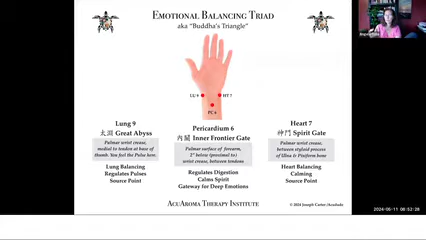 EMOTIONAL BALANCING TRIAD
aka "Buddha's Triangle"
LU 9
HT 7
PC 6
Lung 9
太淵 Great Abyss
Palmar wrist crease,
medial to tendon at base of
thumb. You feel the Pulse here.
Lung Balancing
Regulates Pulses
Source Point
Pericardium 6
內關 Inner Frontier Gate
Palmar surface of forearm,
2" below (proximal to)
wrist crease, between tendons
Regulates Digestion
Calms Spirit
Gateway for Deep Emotions
Heart 7
神門 Spirit Gate
Palmar wrist crease,
between styloid process
of Ulna & Pisiform bone
Heart Balancing
Calming
Source Point
ACUAROMA THERAPY INSTITUTE
2024-05-11 06:53:28